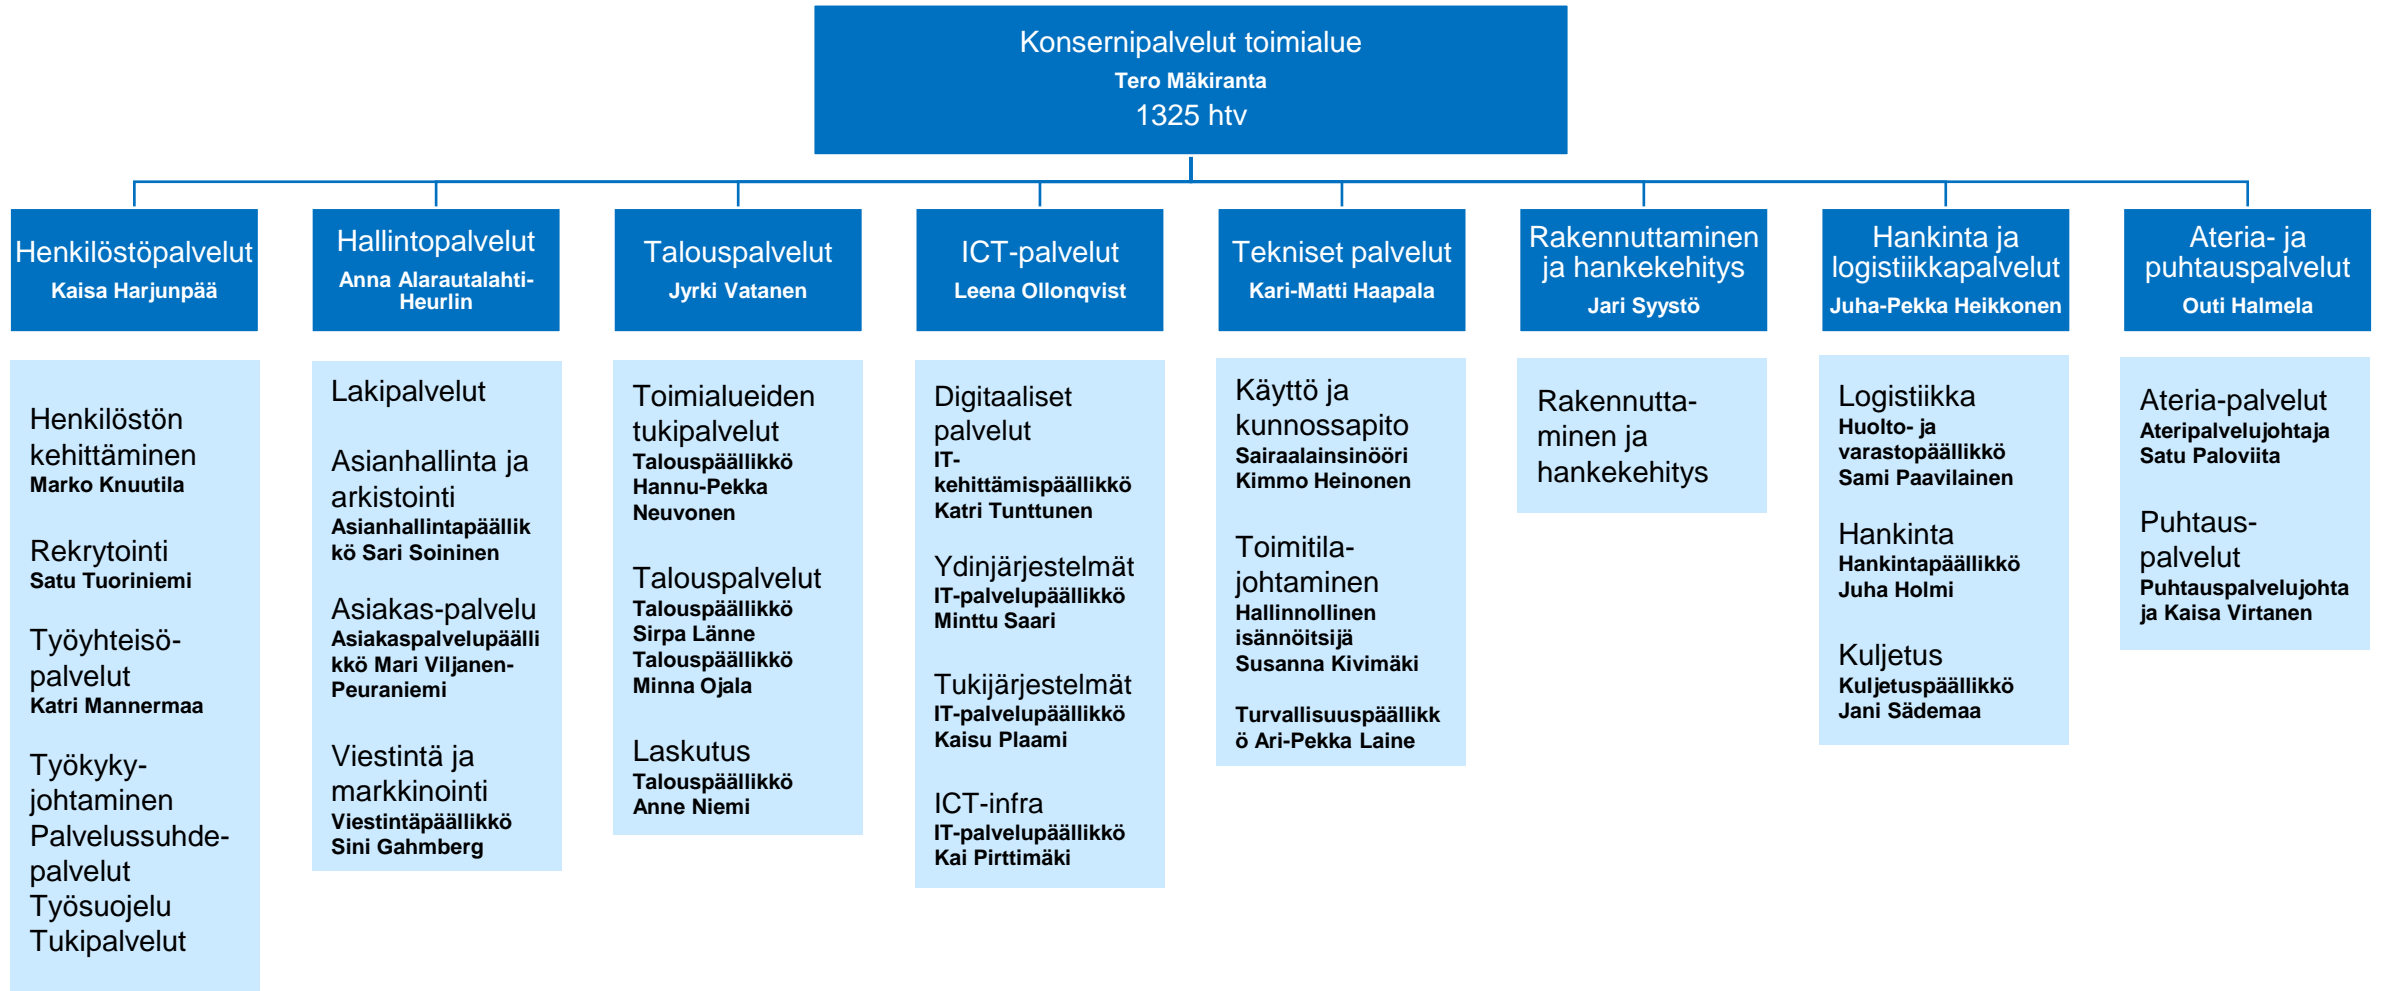 Konsernipalvelut toimialue
Tero Mäkiranta
1325 htv
Henkilöstöpalvelut
Kaisa Harjunpää
Hallintopalvelut
Anna Alarautalahti-
Heurlin
Talouspalvelut
Jyrki Vatanen
ICT-palvelut
Leena Ollonqvist
Tekniset palvelut
Kari-Matti Haapala
Rakennuttaminen
ja hankekehitys
Jari Syystö
Hankinta ja
logistiikkapalvelut
Juha-Pekka Heikkonen
Ateria- ja
puhtauspalvelut
Outi Halmela
Henkilöstön
kehittäminen
Marko Knuutila
Rekrytointi
Satu Tuoriniemi
Työyhteisö-
palvelut
Katri Mannermaa
Työkyky-
johtaminen
Palvelussuhde-
palvelut
Työsuojelu
Tukipalvelut
Lakipalvelut
Asianhallinta ja
arkistointi
Asianhallintapäällik
kö Sari Soininen
Asiakas-palvelu
Asiakaspalvelupäälli
kkö Mari Viljanen-
Peuraniemi
Viestintä ja
markkinointi
Viestintäpäällikkö
Sini Gahmberg
Toimialueiden
tukipalvelut
Talouspäällikkö
Hannu-Pekka
Neuvonen
Talouspalvelut
Talouspäällikkö
Sirpa Länne
Talouspäällikkö
Minna Ojala
Laskutus
Talouspäällikkö
Anne Niemi
Digitaaliset
palvelut
IT-
kehittämispäällikkö
Katri Tunttunen
Ydinjärjestelmät
IT-palvelupäällikkö
Minttu Saari
Tukijärjestelmät
IT-palvelupäällikkö
Kaisu Plaami
ICT-infra
IT-palvelupäällikkö
Kai Pirttimäki
Käyttö ja
kunnossapito
Sairaalainsinööri
Kimmo Heinonen
Toimitila-
johtaminen
Hallinnollinen
isännöitsijä
Susanna Kivimäki
Turvallisuuspäällikk
ö Ari-Pekka Laine
Rakennutta-
minen ja
hankekehitys
Logistiikka
Huolto- ja
varastopäällikkö
Sami Paavilainen
Hankinta
Hankintapäällikkö
Juha Holmi
Kuljetus
Kuljetuspäällikkö
Jani Sädemaa
Ateria-palvelut
Ateripalvelujohtaja
Satu Paloviita
Puhtaus-
palvelut
Puhtauspalvelujohta
ja Kaisa Virtanen